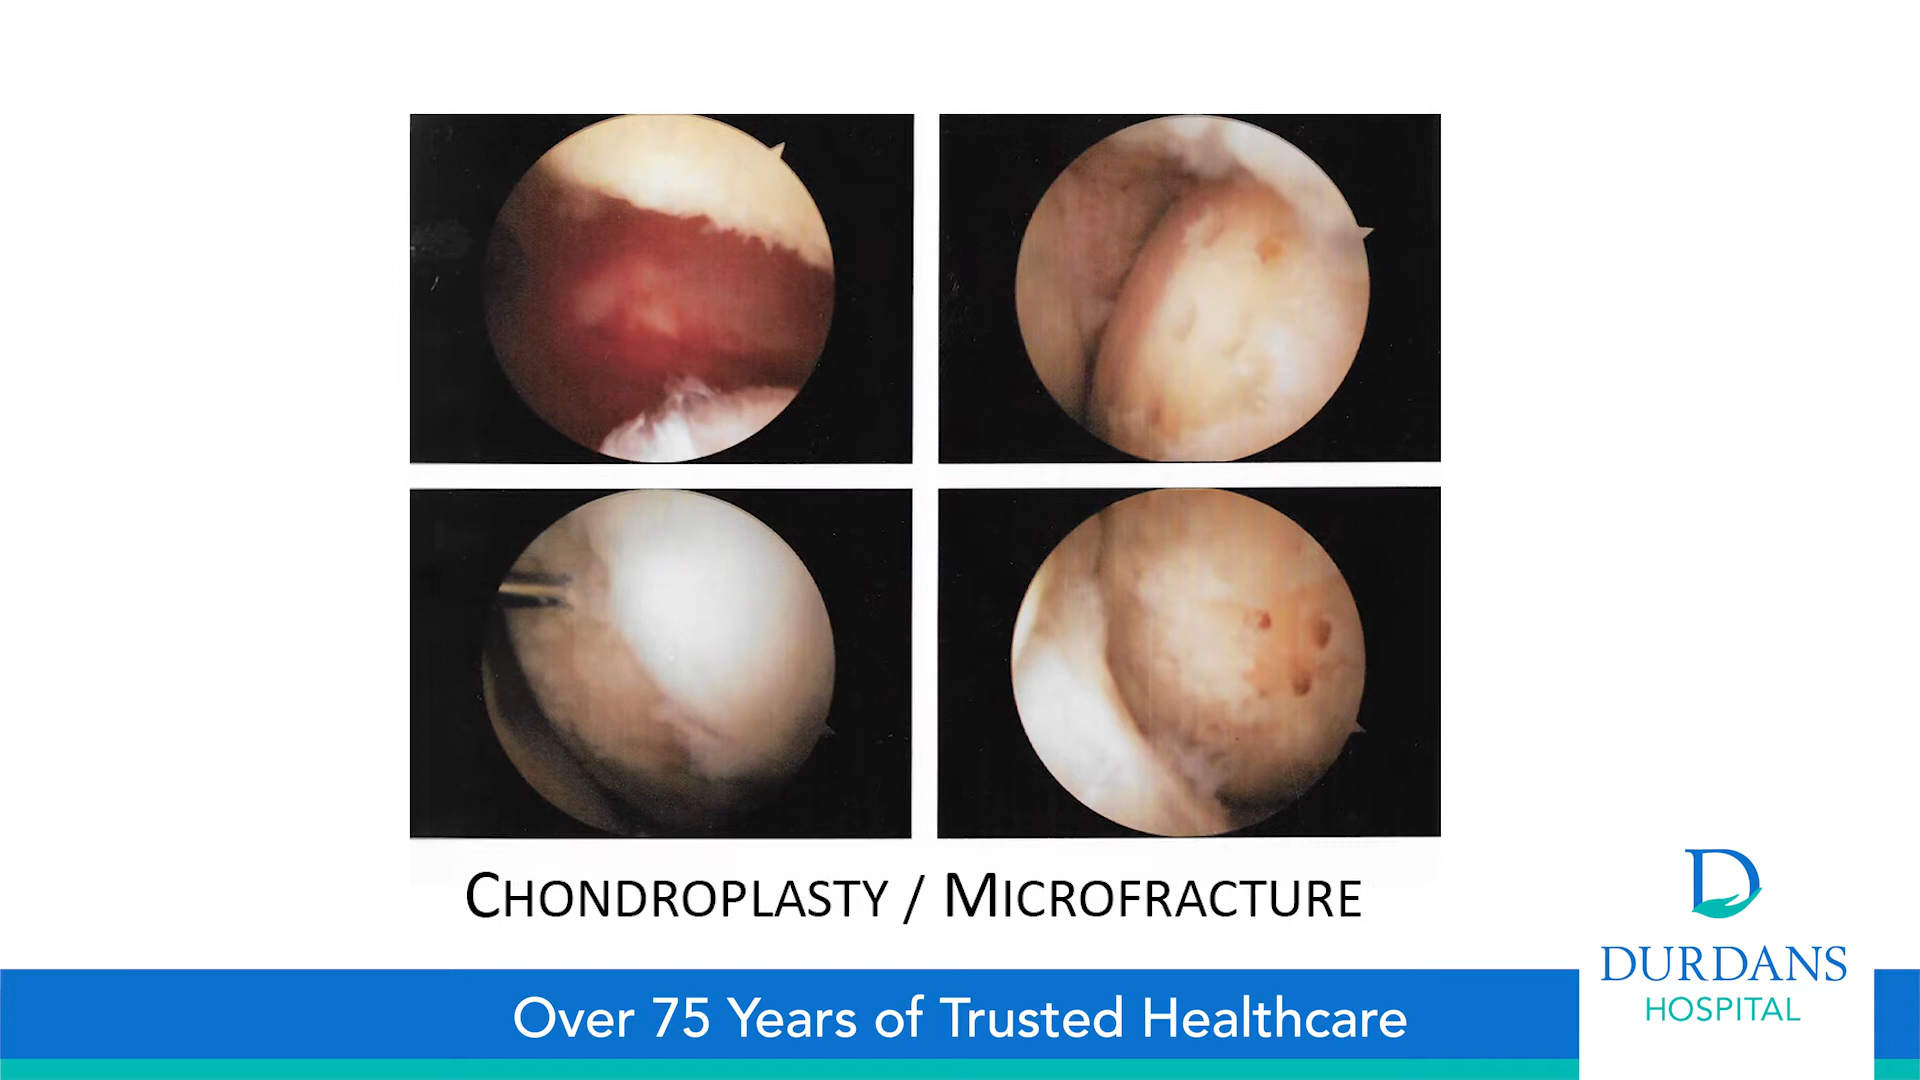 CHONDROPLASTY / MICROFRACTURE
Over 75 Years of Trusted Healthcare
D
DURDANS
HOSPITAL